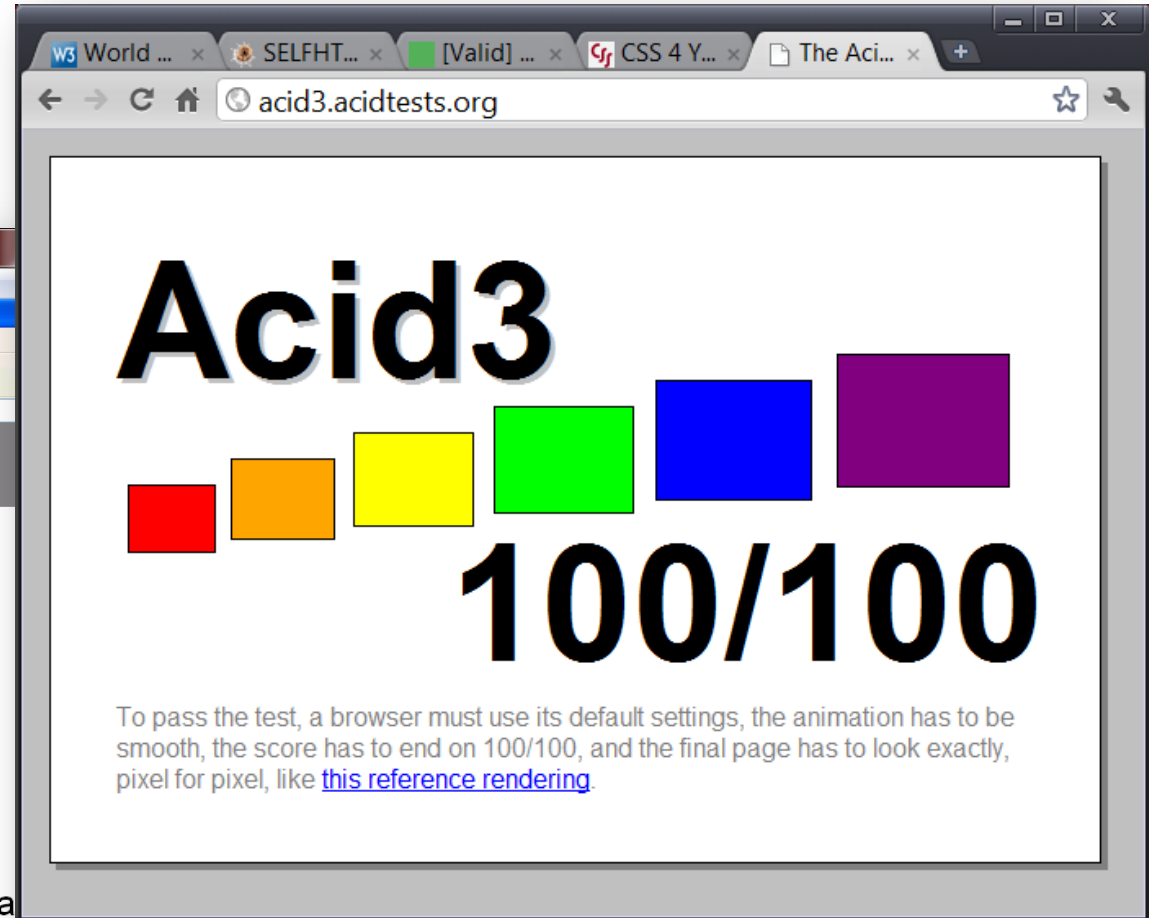 W3 World ... × SELFHT... × [Valid] ... × Css CSS 4 Y... × The Aci... × +
acid3.acidtests.org
Acid3
100/100
To pass the test, a browser must use its default settings, the animation has to be
smooth, the score has to end on 100/100, and the final page has to look exactly,
pixel for pixel, like this reference rendering.
a